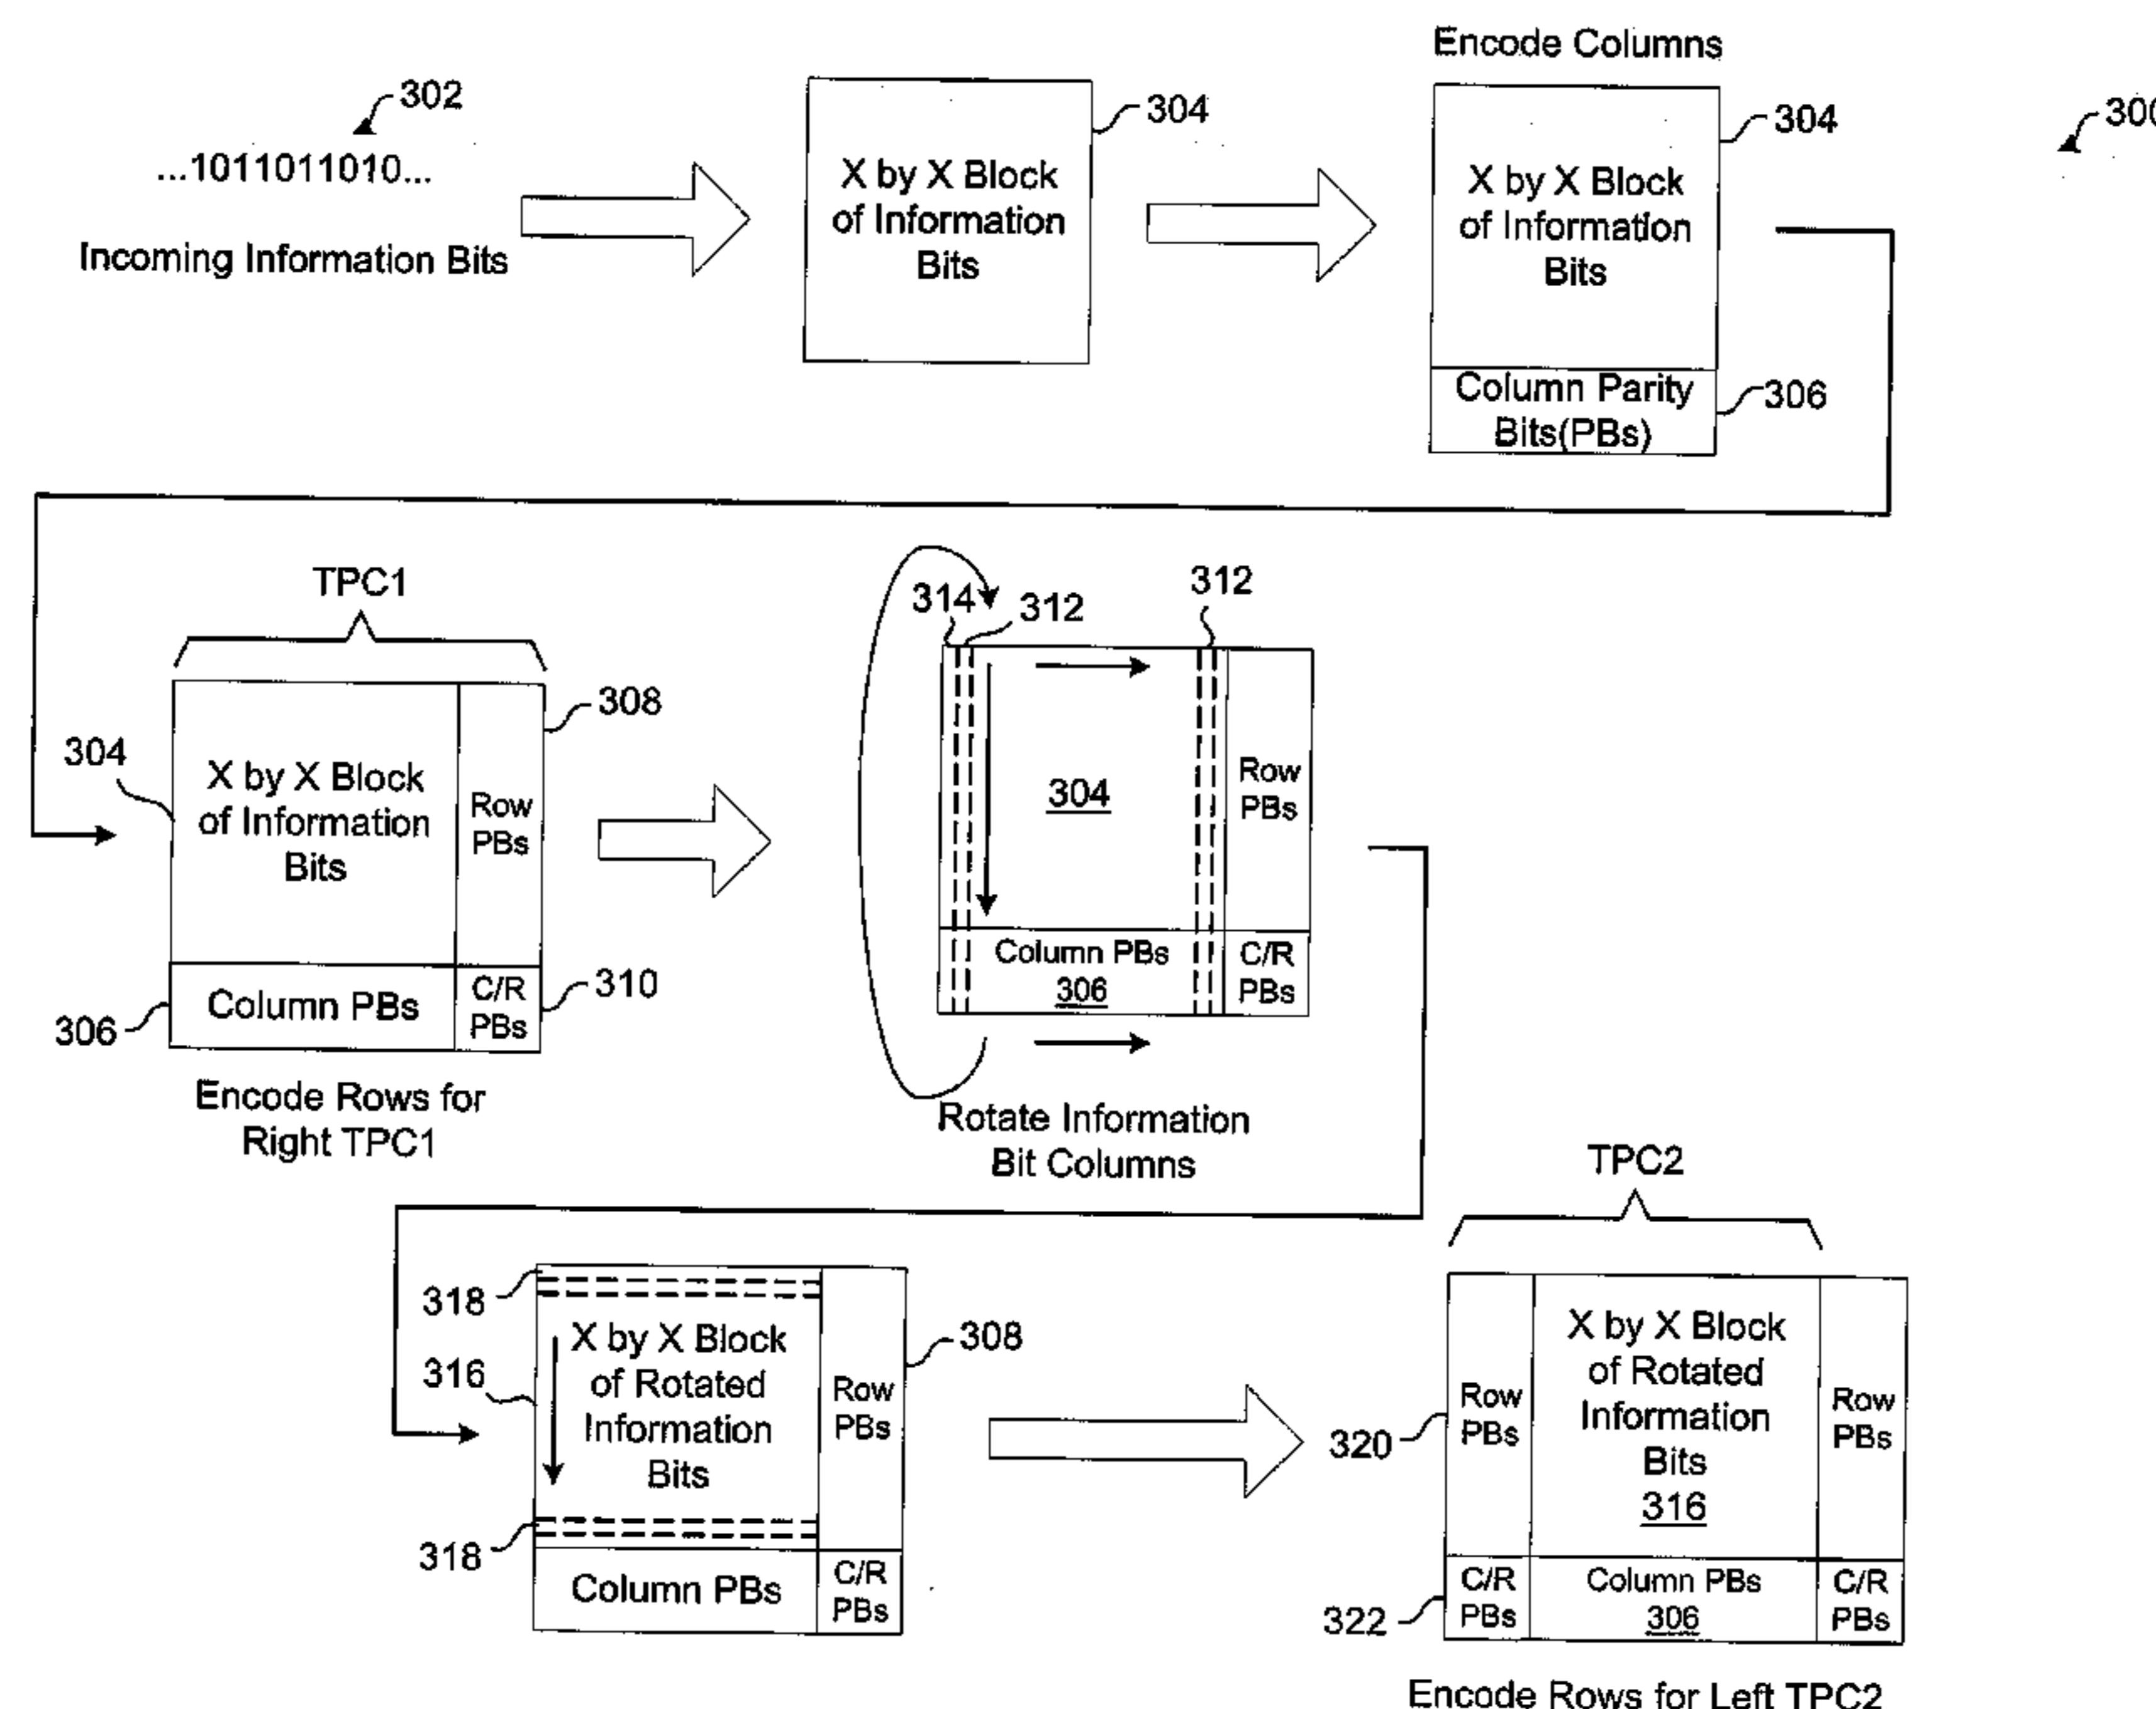 Encode Columns
302
...1011011010...
Incoming Information Bits
304
X by X Block
of Information
Bits
304
X by X Block
of Information
Bits
Column Parity
Bits(PBs)
306
TPC1
308
304
X by X Block
of Information
Bits
Row
PBs
Column PBs
C/R
PBs
310
306
Encode Rows for
Right TPC1
314
312
312
304
Row
PBs
Column PBs
306
C/R
PBs
Rotate Information
Bit Columns
318
316
X by X Block
of Rotated
Information
Bits
Row
PBs
308
318
Column PBs
C/R
PBs
TPC2
320
Row
PBs
X by X Block
of Rotated
Information
Bits
316
Row
PBs
322
C/R
PBs
Column PBs
306
C/R
PBs
Encode Rows for Left TPC2